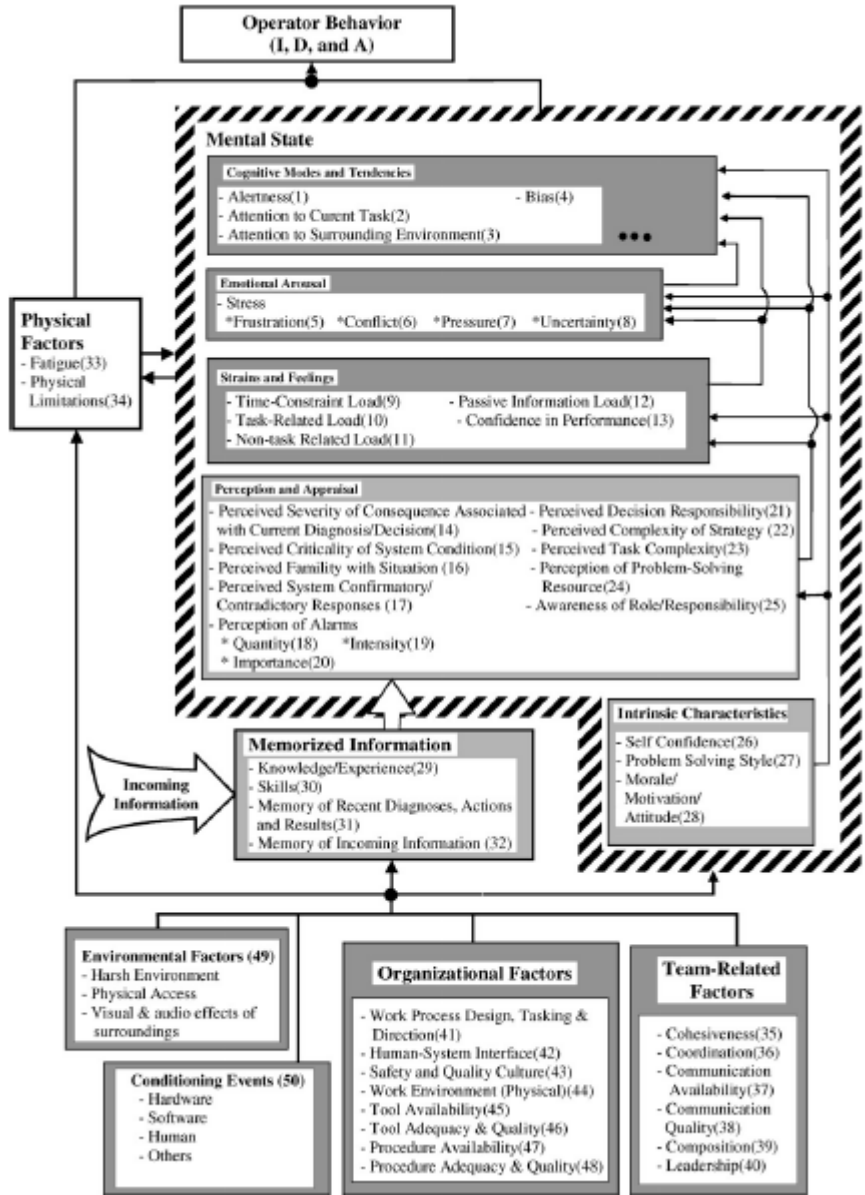 Operator Behavior
(I, D, and A)
Mental State
Cognitive Modes and Tendencies
- Alertness(1)
- Bias(4)
- Attention to Curent Task(2)
- Attention to Surrounding Environment(3)
•••
Emotional Arousal
- Stress
*Frustration(5) *Conflict(6) *Pressure(7) *Uncertainty(8)
Physical
Factors
- Fatigue(33)
- Physical
Limitations(34)
Strains and Feelings
- Time-Constraint Load(9)
- Task-Related Load(10)
- Non-task Related Load(11)
- Passive Information Load(12)
- Confidence in Performance(13)
Perception and Appraisal
- Perceived Severity of Consequence Associated
with Current Diagnosis/Decision(14)
- Perceived Criticality of System Condition(15)
- Perceived Famility with Situation (16)
- Perceived System Confirmatory/
Contradictory Responses (17)
- Perception of Alarms
* Quantity(18) *Intensity(19)
* Importance(20)
- Perceived Decision Responsibility(21)
- Perceived Complexity of Strategy (22)
- Perceived Task Complexity(23)
- Perception of Problem-Solving
Resource(24)
- Awareness of Role/Responsibility(25)
Intrinsic Characteristics
- Self Confidence(26)
- Problem Solving Style(27)
- Morale/
Motivation/
Attitude(28)
Incoming
Information
Memorized Information
- Knowledge/Experience(29)
- Skills(30)
- Memory of Recent Diagnoses, Actions
and Results(31)
- Memory of Incoming Information (32)
Environmental Factors (49)
- Harsh Environment
- Physical Access
- Visual & audio effects of
surroundings
Conditioning Events (50)
- Hardware
- Software
- Human
- Others
Organizational Factors
- Work Process Design, Tasking &
Direction(41)
- Human-System Interface(42)
- Safety and Quality Culture(43)
- Work Environment (Physical)(44)
- Tool Availability(45)
- Tool Adequacy & Quality(46)
- Procedure Availability(47)
- Procedure Adequacy & Quality(48)
Team-Related
Factors
- Cohesiveness(35)
- Coordination(36)
- Communication
Availability(37)
- Communication
Quality(38)
- Composition(39)
- Leadership(40)